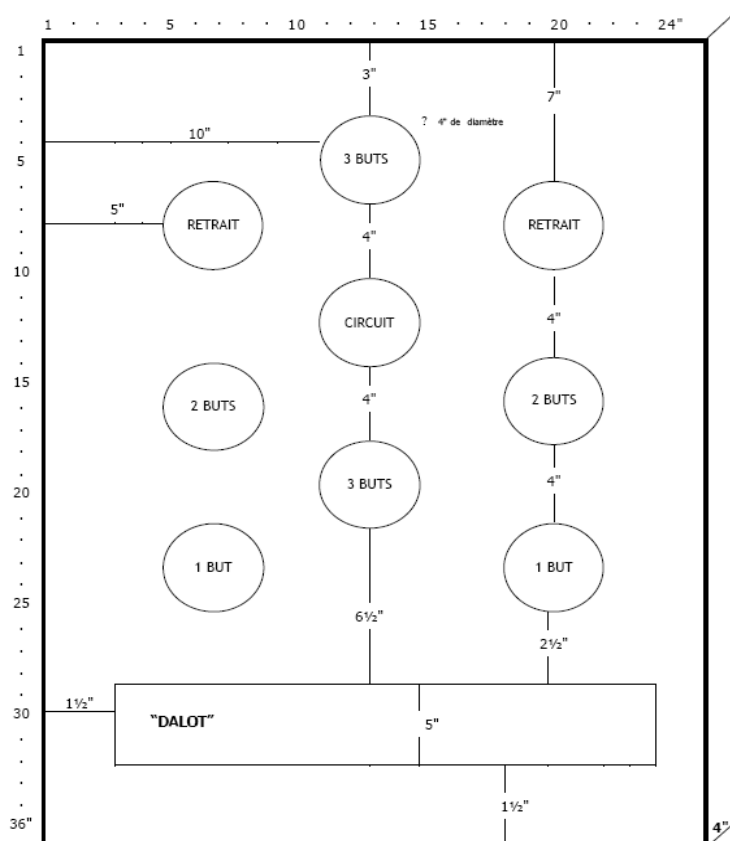 1 5 10 15 20 24"
1
3"
7"
? 4" de diamètre
10"
5
3 BUTS
5"
RETRAIT
RETRAIT
4"
10
CIRCUIT
4"
15
4"
2 BUTS
2 BUTS
3 BUTS
4"
20
1 BUT
1 BUT
25
6½"
2½"
1½"
30
"DALOT"
5"
1½"
36"
4"